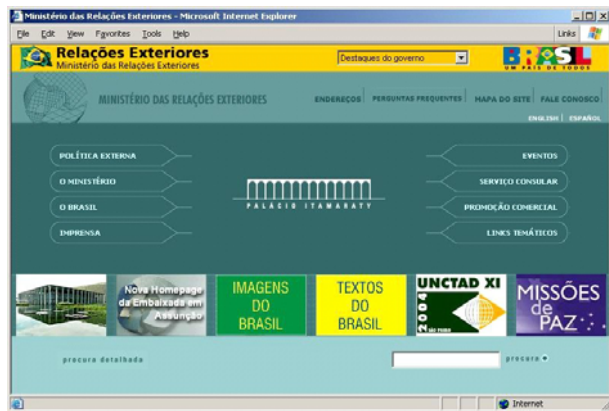 Ministério das Relações Exteriores - Microsoft Internet Explorer
File Edit View Favorites Tools Help Links
Relações Exteriores
Ministério das Relações Exteriores
Destaques do governo
BRASIL
UM PAÍS DE TODOS
MINISTÉRIO DAS RELAÇÕES EXTERIORES
ENDEREÇOS PERGUNTAS FREQUENTES MAPA DO SITE FALE CONOSCO
ENGLISH ESPAÑOL
POLÍTICA EXTERNA
O MINISTÉRIO
O BRASIL
IMPRENSA
PALÁCIO ITAMARATY
EVENTOS
SERVIÇO CONSULAR
PROMOÇÃO COMERCIAL
LINKS TEMÁTICOS
Nova Homepage
da Embaixada em
Assunção
IMAGENS
DO
BRASIL
TEXTOS
DO
BRASIL
UNCTAD XI
2004
SÃO PAULO
MISSÕES
de
PAZ
procura detalhada
procura
Internet